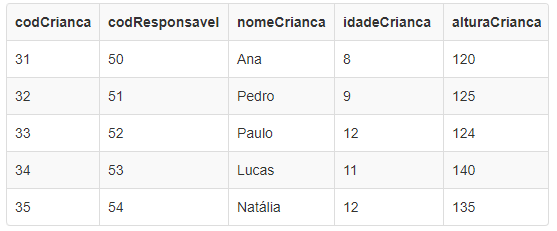 codCrianca codResponsavel nomeCrianca idadeCrianca alturaCrianca
31 50 Ana 8 120
32 51 Pedro 9 125
33 52 Paulo 12 124
34 53 Lucas 11 140
35 54 Natália 12 135